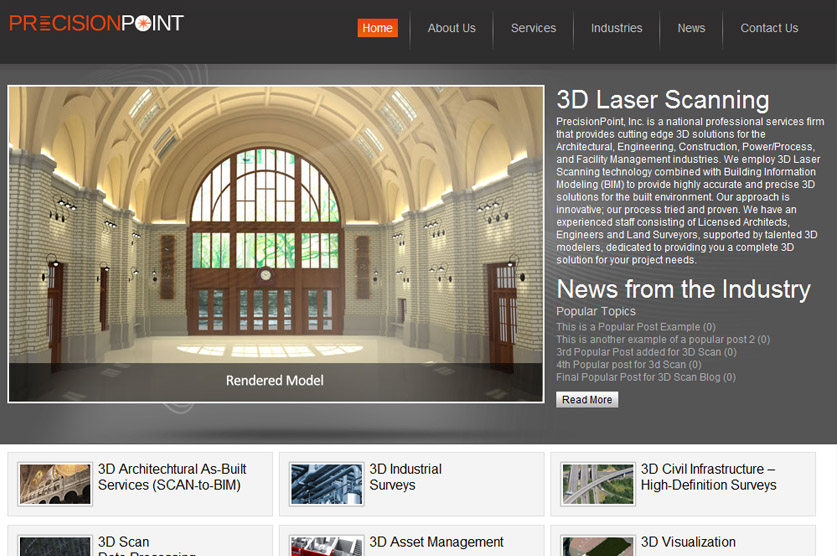 PRECISIONPOINT
Home
About Us
Services
Industries
News
Contact Us
3D Laser Scanning
PrecisionPoint, Inc. is a national professional services firm
that provides cutting edge 3D solutions for the
Architectural, Engineering, Construction, Power/Process,
and Facility Management industries. We employ 3D Laser
Scanning technology combined with Building Information
Modeling (BIM) to provide highly accurate and precise 3D
solutions for the built environment. Our approach is
innovative; our process tried and proven. We have an
experienced staff consisting of Licensed Architects,
Engineers and Land Surveyors, supported by talented 3D
modelers, dedicated to providing you a complete 3D
solution for your project needs.
Rendered Model
News from the Industry
Popular Topics
This is a Popular Post Example (0)
This is another example of a popular post 2 (0)
3rd Popular Post added for 3D Scan (0)
4th Popular post for 3d Scan (0)
Final Popular Post for 3D Scan Blog (0)
Read More
3D Architechtural As-Built
Services (SCAN-to-BIM)
3D Industrial
Surveys
3D Civil Infrastructure –
High-Definition Surveys
3D Scan
Data Processing
3D Asset Management
3D Visualization